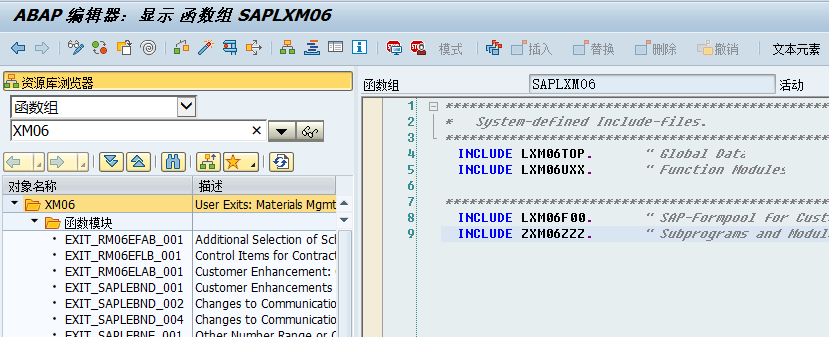 ABAP 编辑器：显示 函数组 SAPLXM06
模式 插入 替换 删除 撤销 文本元素
资源库浏览器
函数组
XM06
对象名称 描述
XM06 User Exits: Materials Mgmt
函数模块
EXIT_RM06EFAB_001 Additional Selection of Scl
EXIT_RM06EFLB_001 Control Items for Contract
EXIT_RM06ELAB_001 Customer Enhancement:
EXIT_SAPLEBND_001 Customer Enhancements
EXIT_SAPLEBND_002 Changes to Communicatio
EXIT_SAPLEBND_004 Changes to Communicatio
EXIT_SAPLEBNE_001 Other Number Range or
函数组 SAPLXM06 活动
1 ****
2 * System-defined Include-Files.
3 ****
4 INCLUDE LXM06TOP. " Global Data
5 INCLUDE LXM06UXX. " Function Modules
6
7 ****
8 INCLUDE LXM06F00. " SAP-Formpool for Cust
9 INCLUDE ZXM06ZZZ. " Subprograms and Modul